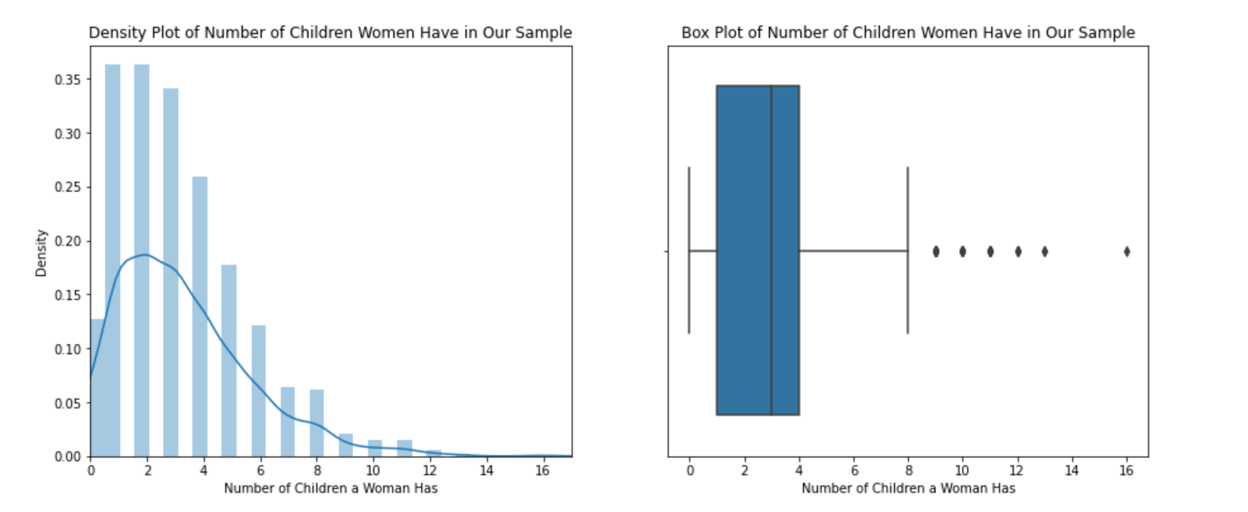 Density Plot of Number of Children Women Have in Our Sample
0.35
0.30
0.25
0.20
0.15
0.10
0.05
0.00
Density
0 2 4 6 8 10 12 14 16
Number of Children a Woman Has
Box Plot of Number of Children Women Have in Our Sample
0 2 4 6 8 10 12 14 16
Number of Children a Woman Has